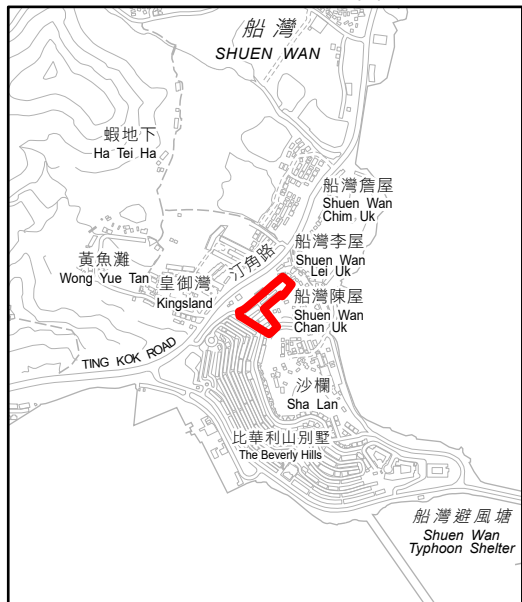 船灣
SHUEN WAN
蝦地下
Ha Tei Ha
船灣詹屋
Shuen Wan
Chim Uk
汀角路
船灣李屋
Shuen Wan
Lei Uk
黃魚灘
Wong Yue Tan
皇御灣
Kingsland
船灣陳屋
Shuen Wan
Chan Uk
TING KOK ROAD
沙欄
Sha Lan
比華利山別墅
The Beverly Hills
船灣避風塘
Shuen Wan
Typhoon Shelter